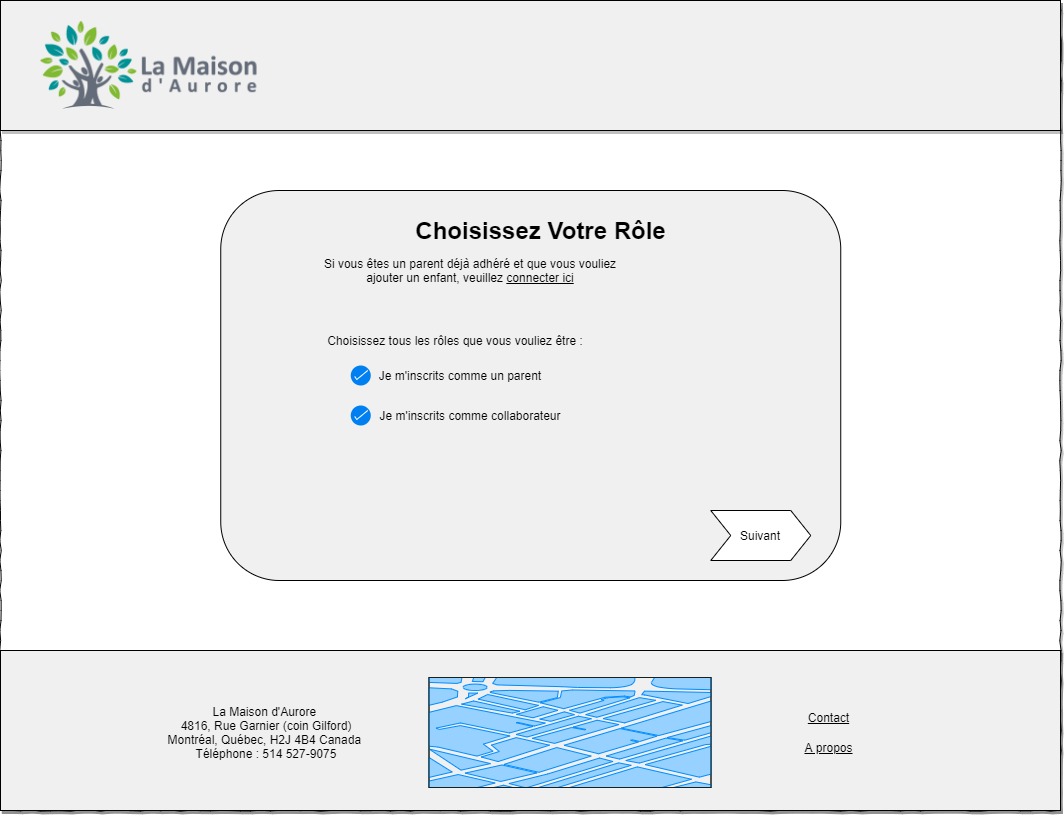 La Maison
d'Aurore
Choisissez Votre Rôle
Si vous êtes un parent déjà adhéré et que vous vouliez
ajouter un enfant, veuillez connecter ici
Choisissez tous les rôles que vous vouliez être :
Je m'inscrits comme un parent
Je m'inscrits comme collaborateur
Suivant
La Maison d'Aurore
4816, Rue Garnier (coin Gilford)
Montréal, Québec, H2J 4B4 Canada
Téléphone : 514 527-9075
Contact
A propos